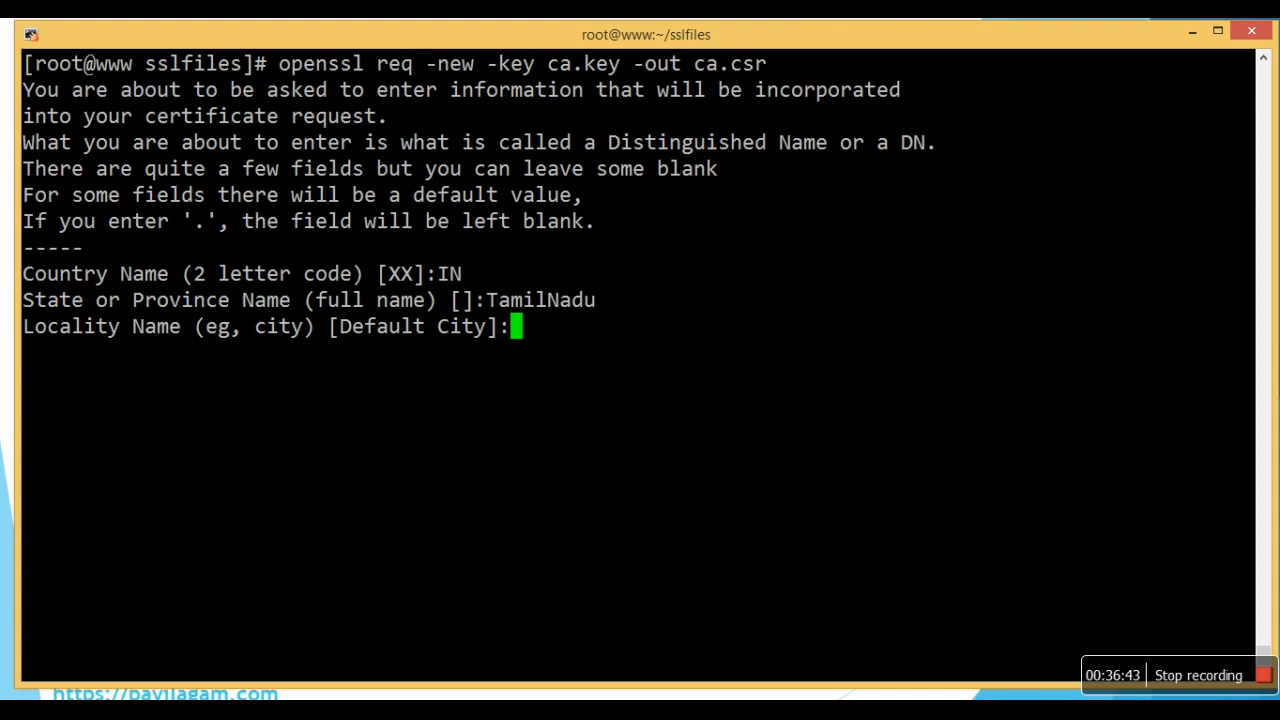 root@www:~/sslfiles
[root@www sslfiles]# openssl req -new -key ca.key -out ca.csr
You are about to be asked to enter information that will be incorporated
into your certificate request.
What you are about to enter is what is called a Distinguished Name or a DN.
There are quite a few fields but you can leave some blank
For some fields there will be a default value,
If you enter '.', the field will be left blank.
-----
Country Name (2 letter code) [XX]:IN
State or Province Name (full name) []:TamilNadu
Locality Name (eg, city) [Default City]:
00:36:43 Stop recording
https://payilagam.com